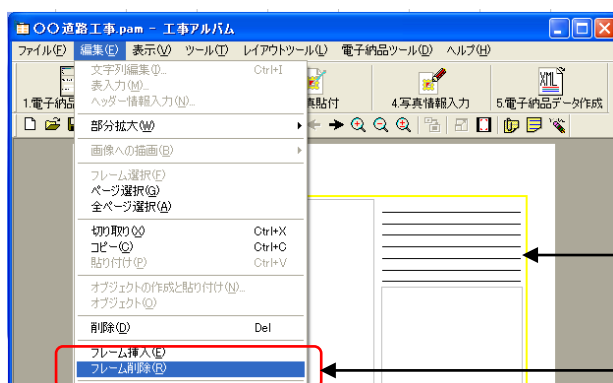 〇〇道路工事.pam - 工事アルバム
ファイル(F) 編集(E) 表示(V) ツール(T) レイアウトツール(L) 電子納品ツール(D) ヘルプ(H)
文字列編集(I)... Ctrl+I
表入力(M)...
ヘッダー情報入力(N)...
1.電子納品 真貼付 4.写真情報入力 5.電子納品データ作成
部分拡大(W)
画像への描画(B)
フレーム選択(F)
ページ選択(G)
全ページ選択(A)
切り取り(X) Ctrl+X
コピー(C) Ctrl+C
貼り付け(P) Ctrl+V
オブジェクトの作成と貼り付け(N)...
オブジェクト(O)
削除(D) Del
フレーム挿入(E)
フレーム削除(R)